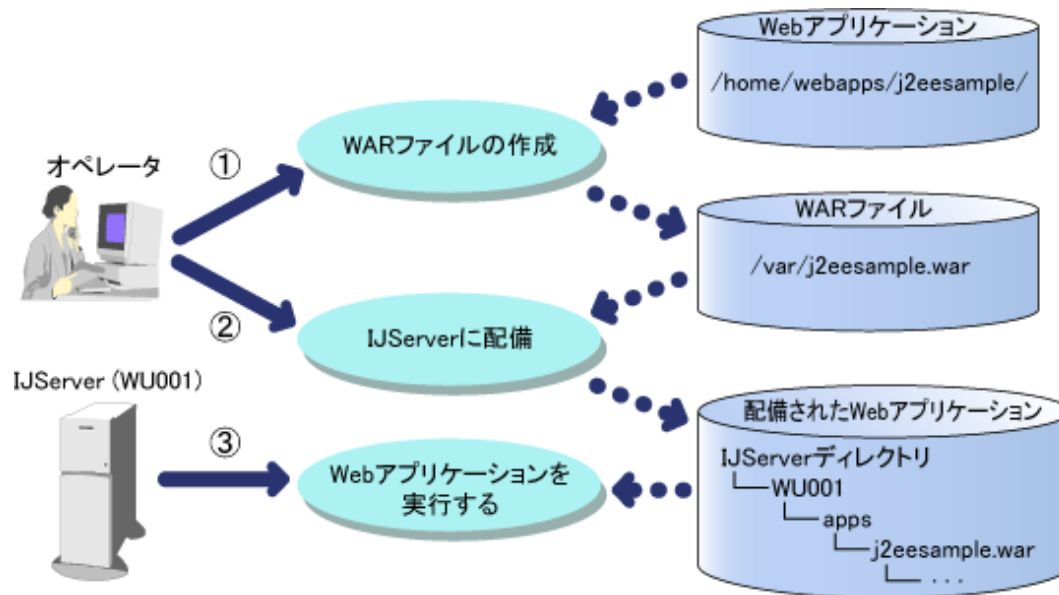 Webアプリケーション
/home/webapps/j2eesample/
WARファイルの作成
オペレータ
①
WARファイル
/var/j2eesample.war
②
IJServerに配備
IJServer (WU001)
③
Webアプリケーションを
実行する
配備されたWebアプリケーション
IJServerディレクトリ
WU001
apps
j2eesample.war
・・・